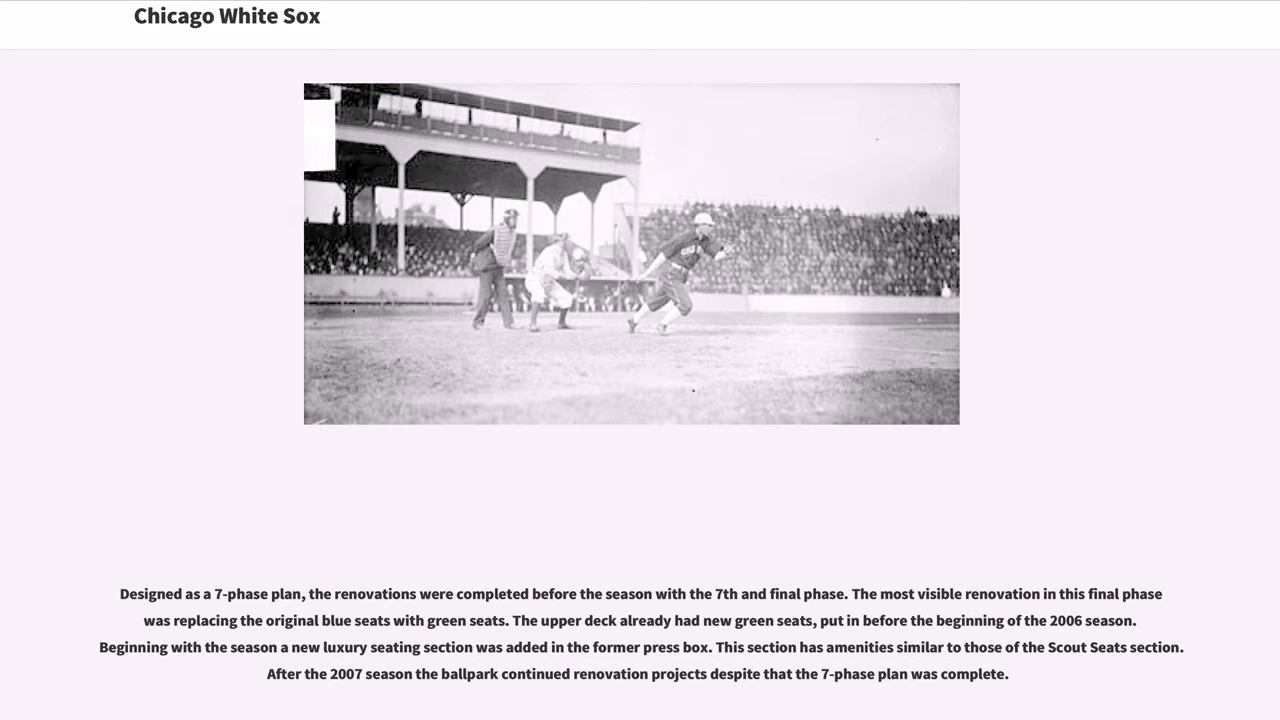 Chicago White Sox
Designed as a 7-phase plan, the renovations were completed before the season with the 7th and final phase. The most visible renovation in this final phase
was replacing the original blue seats with green seats. The upper deck already had new green seats, put in before the beginning of the 2006 season.
Beginning with the season a new luxury seating section was added in the former press box. This section has amenities similar to those of the Scout Seats section.
After the 2007 season the ballpark continued renovation projects despite that the 7-phase plan was complete.